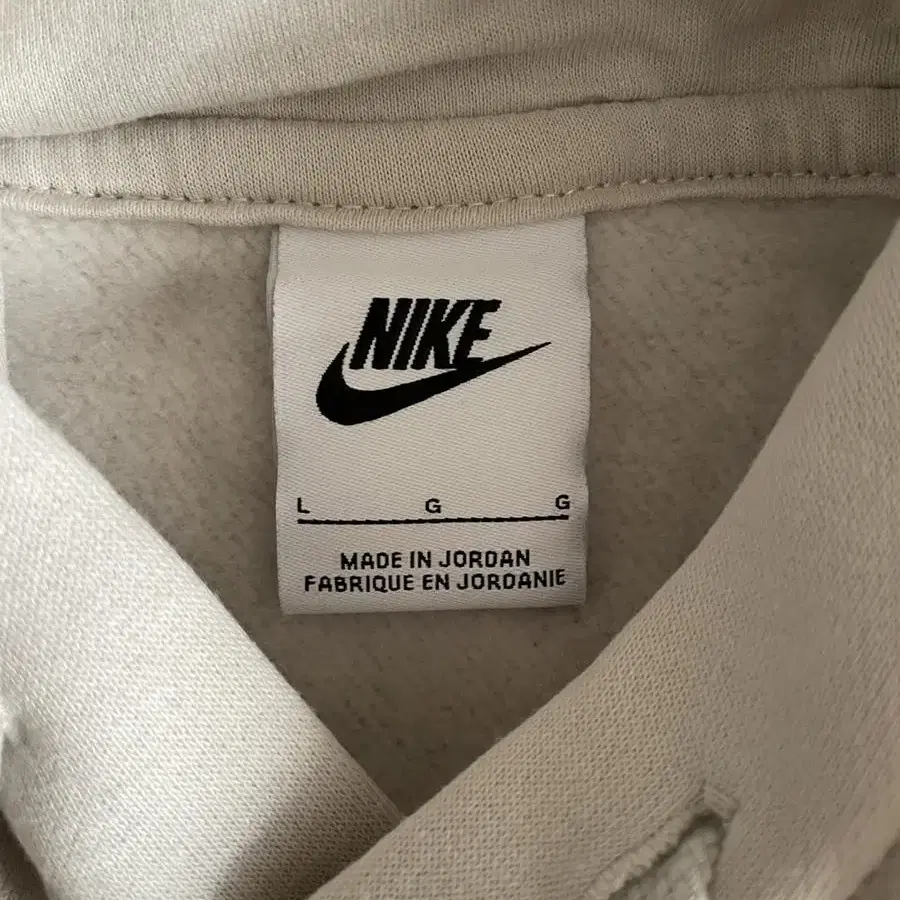 NIKE
L G G
MADE IN JORDAN
FABRIQUE EN JORDANIE